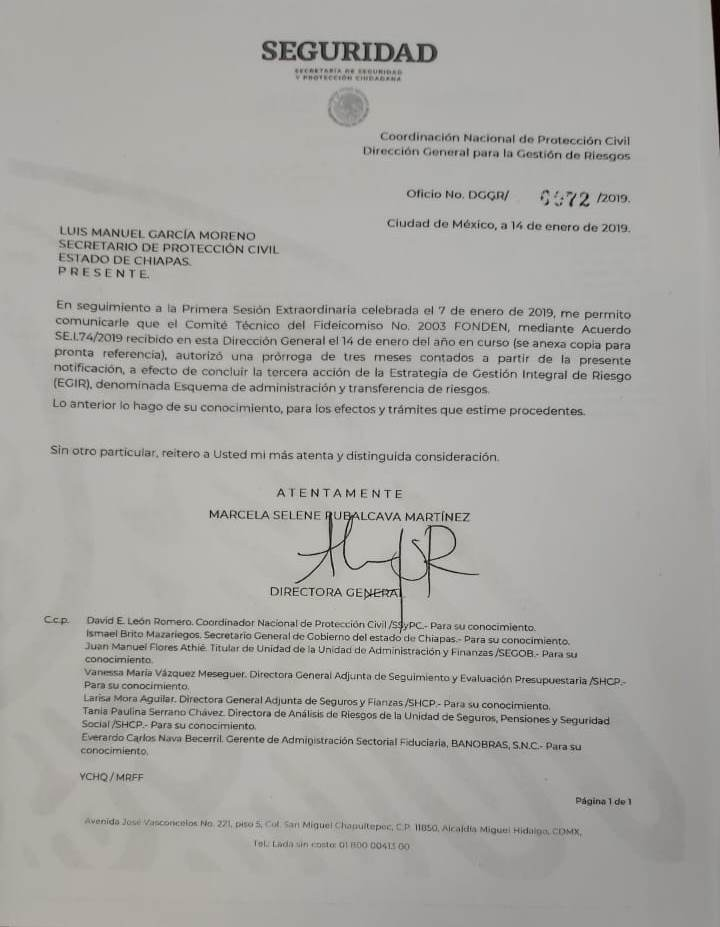 SEGURIDAD
SECRETARÍA DE SEGURIDAD
Y PROTECCIÓN CIUDADANA
Coordinación Nacional de Protección Civil
Dirección General para la Gestión de Riesgos
Oficio No. DGGR/ /2019.
Ciudad de México, a 14 de enero de 2019.
LUIS MANUEL GARCÍA MORENO
SECRETARIO DE PROTECCIÓN CIVIL
ESTADO DE CHIAPAS.
P R E S E N T E.
En seguimiento a la Primera Sesión Extraordinaria celebrada el 7 de enero de 2019, me permito
comunicarle que el Comité Técnico del Fideicomiso No. 2003 FONDEN, mediante Acuerdo
SE.I.74/2019 recibido en esta Dirección General el 14 de enero del año en curso (se anexa copia para
pronta referencia), autorizó una prórroga de tres meses contados a partir de la presente
notificación, a efecto de concluir la tercera acción de la Estrategia de Gestión Integral de Riesgo
(EGIR), denominada Esquema de administración y transferencia de riesgos.
Lo anterior lo hago de su conocimiento, para los efectos y trámites que estime procedentes.
Sin otro particular, reitero a Usted mi más atenta y distinguida consideración.
A T E N T A M E N T E
MARCELA SELENE RUBALCAVA MARTÍNEZ
DIRECTORA GENERAL
C.c.p. David E. León Romero. Coordinador Nacional de Protección Civil /SSyPC.- Para su conocimiento.
Ismael Brito Mazariegos. Secretario General de Gobierno del estado de Chiapas.- Para su conocimiento.
Juan Manuel Flores Athié. Titular de Unidad de la Unidad de Administración y Finanzas /SEGOB.- Para su
conocimiento.
Vanessa María Vázquez Meseguer. Directora General Adjunta de Seguimiento y Evaluación Presupuestaria /SHCP.-
Para su conocimiento.
Larisa Mora Aguilar. Directora General Adjunta de Seguros y Fianzas /SHCP.- Para su conocimiento.
Tania Paulina Serrano Chávez. Directora de Análisis de Riesgos de la Unidad de Seguros, Pensiones y Seguridad
Social /SHCP.- Para su conocimiento.
Everardo Carlos Nava Becerril. Gerente de Administración Sectorial Fiduciaria, BANOBRAS, S.N.C.- Para su
conocimiento.
YCHQ / MRFF
Página 1 de 1
Avenida José Vasconcelos No. 221, piso 5, Col. San Miguel Chapultepec, C.P. 11850, Alcaldía Miguel Hidalgo, CDMX,
Tel.: Lada sin costo: 01 800 00413 00